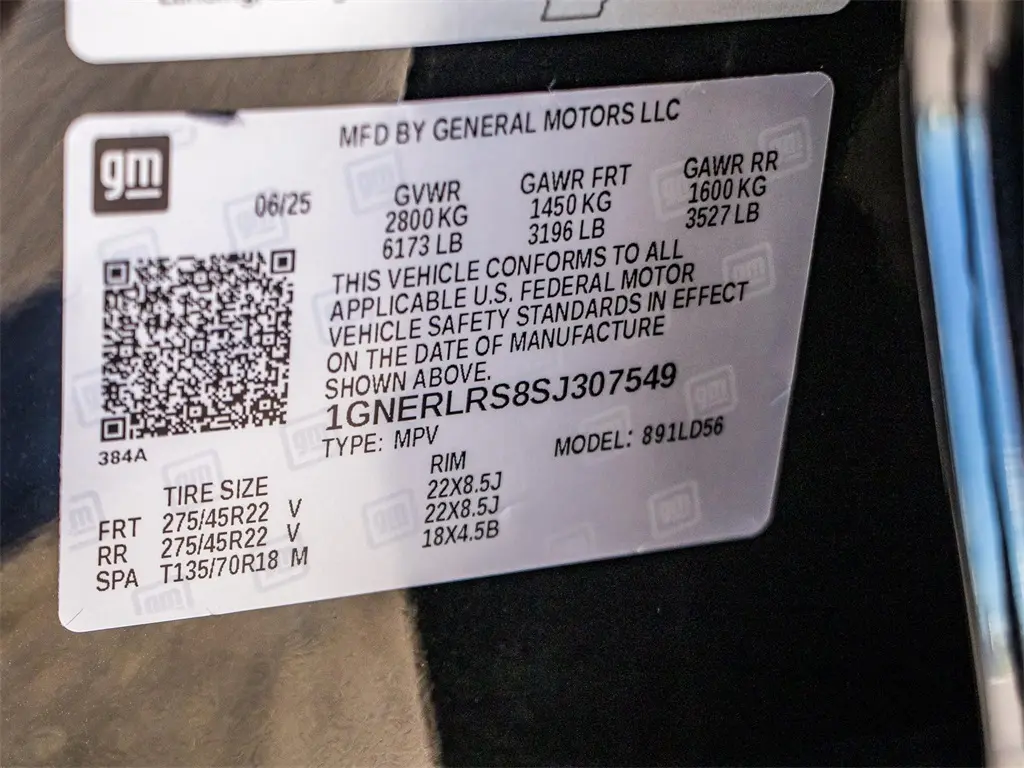 gm
MFD BY GENERAL MOTORS LLC
06/25
GVWR
2800 KG
6173 LB
GAWR FRT
1450 KG
3196 LB
GAWR RR
1600 KG
3527 LB
THIS VEHICLE CONFORMS TO ALL
APPLICABLE U.S. FEDERAL MOTOR
VEHICLE SAFETY STANDARDS IN EFFECT
ON THE DATE OF MANUFACTURE
SHOWN ABOVE.
1GNERLRS8SJ307549
TYPE: MPV MODEL: 891LD56
384A
TIRE SIZE RIM
FRT 275/45R22 V 22X8.5J
RR 275/45R22 V 22X8.5J
SPA T135/70R18 M 18X4.5B